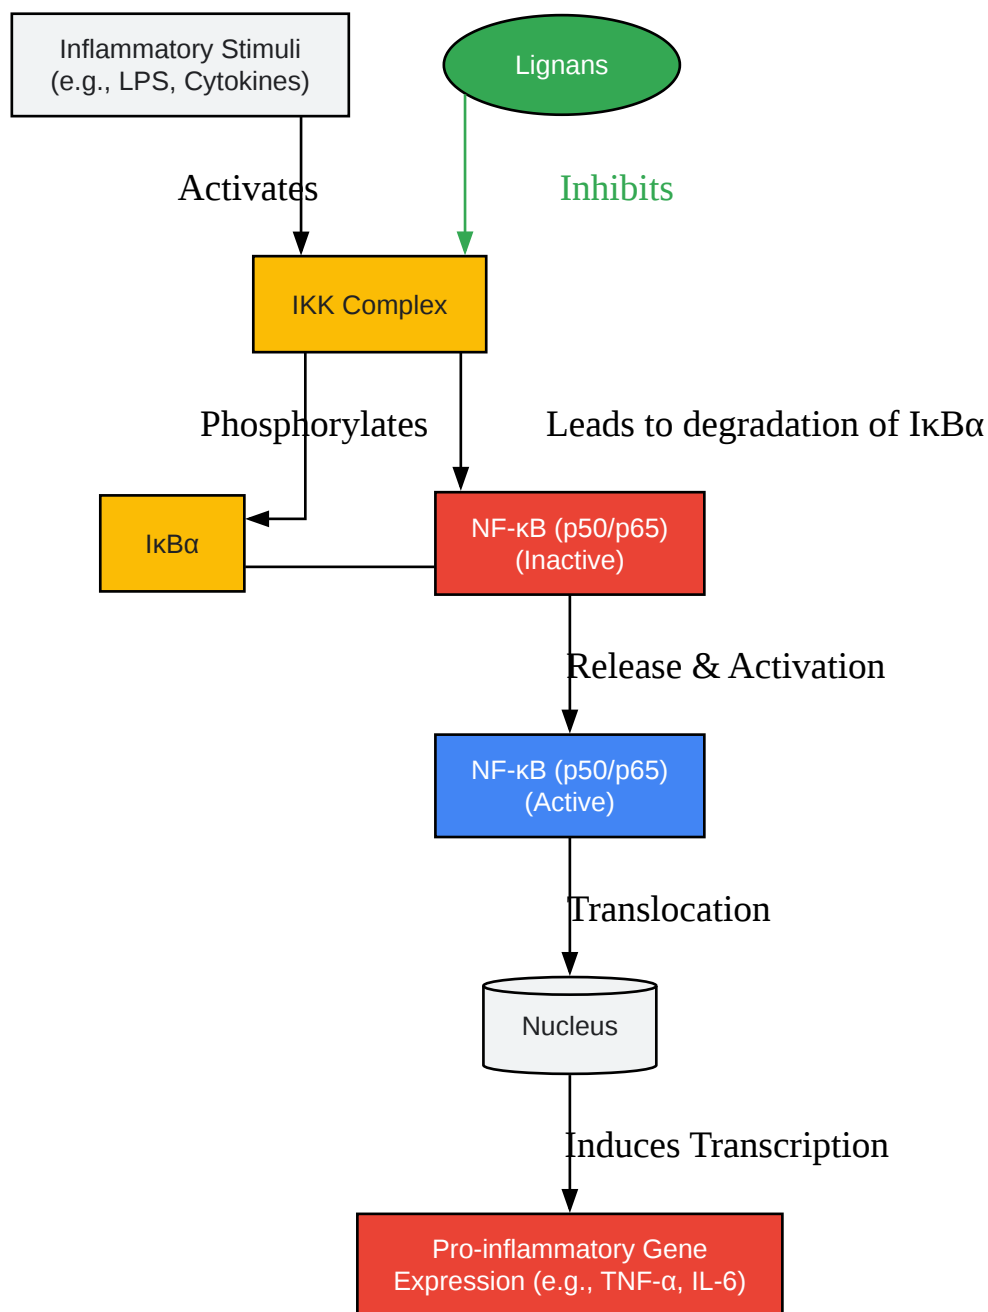 Inflammatory Stimuli
(e.g., LPS, Cytokines)
Lignans
Activates
Inhibits
IKK Complex
Phosphorylates
Leads to degradation of IκBα
IκBα
NF-κB (p50/p65)
(Inactive)
Release & Activation
NF-κB (p50/p65)
(Active)
Translocation
Nucleus
Induces Transcription
Pro-inflammatory Gene
Expression (e.g., TNF-α, IL-6)